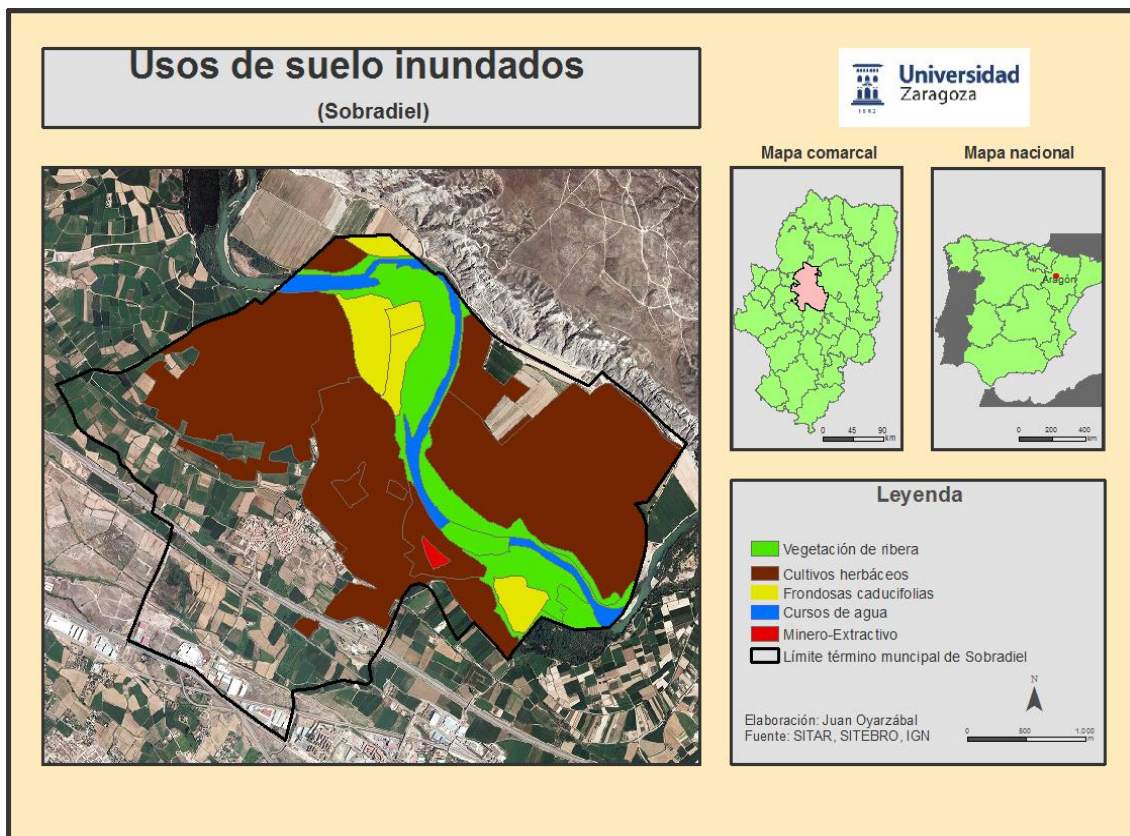 Usos de suelo inundados
(Sobradiel)
Universidad
Zaragoza
1542
Mapa comarcal
Mapa nacional
Aragón
0 45 90
km
0 200 400
km
Leyenda
Vegetación de ribera
Cultivos herbáceos
Frondosas caducifolias
Cursos de agua
Minero-Extractivo
Límite término muncipal de Sobradiel
N
Elaboración: Juan Oyarzábal
Fuente: SITAR, SITEBRO, IGN
0 500 1.000
m